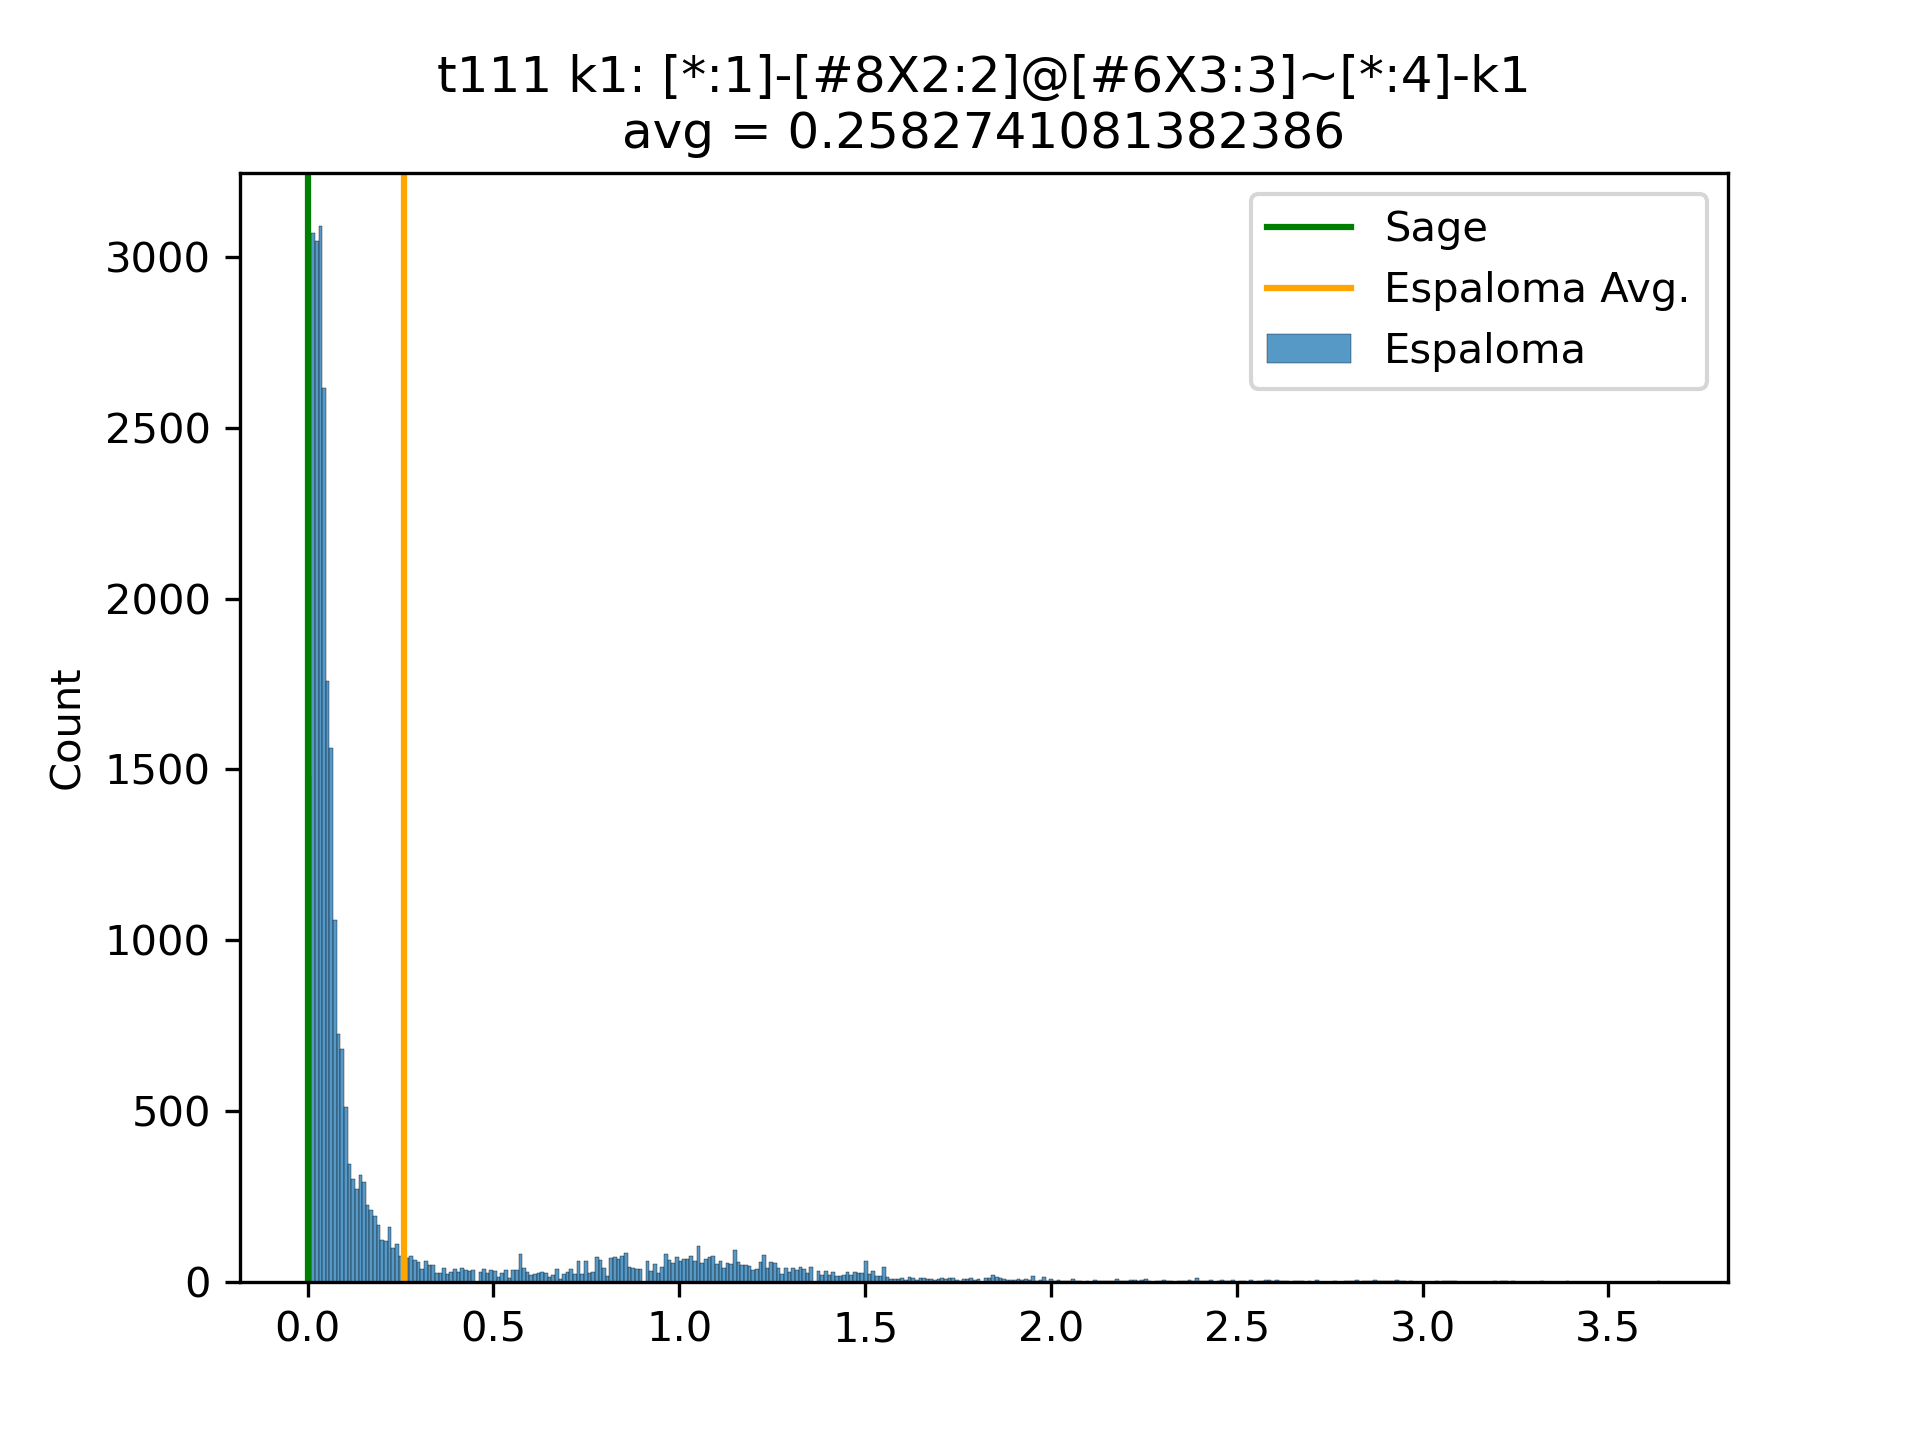 t111 k1: [*:1]-[#8X2:2]@[#6X3:3]~[*:4]-k1
avg = 0.2582741081382386
Sage
Espaloma Avg.
Espaloma
Count
3000
2500
2000
1500
1000
500
0
0.0 0.5 1.0 1.5 2.0 2.5 3.0 3.5